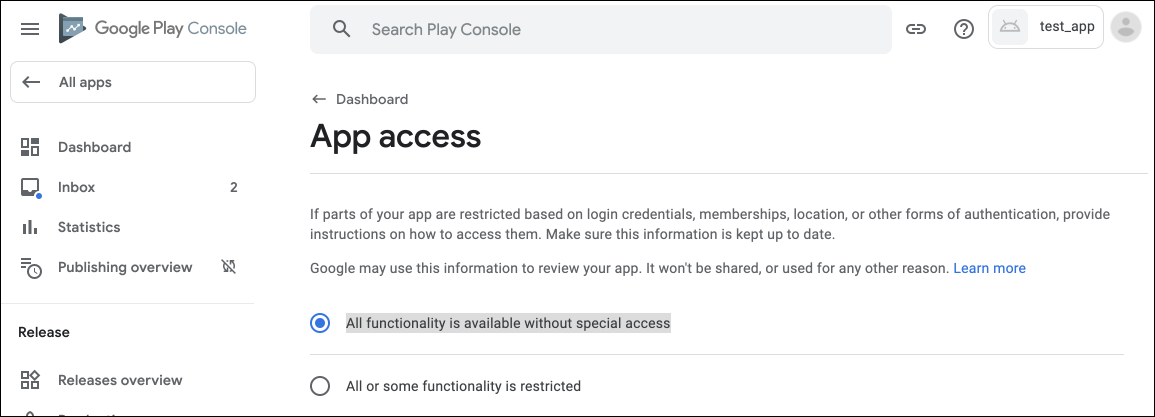 Google Play Console
Search Play Console
test_app
All apps
Dashboard
Inbox 2
Statistics
Publishing overview
Release
Releases overview
Dashboard
App access
If parts of your app are restricted based on login credentials, memberships, location, or other forms of authentication, provide
instructions on how to access them. Make sure this information is kept up to date.
Google may use this information to review your app. It won't be shared, or used for any other reason. Learn more
All functionality is available without special access
All or some functionality is restricted